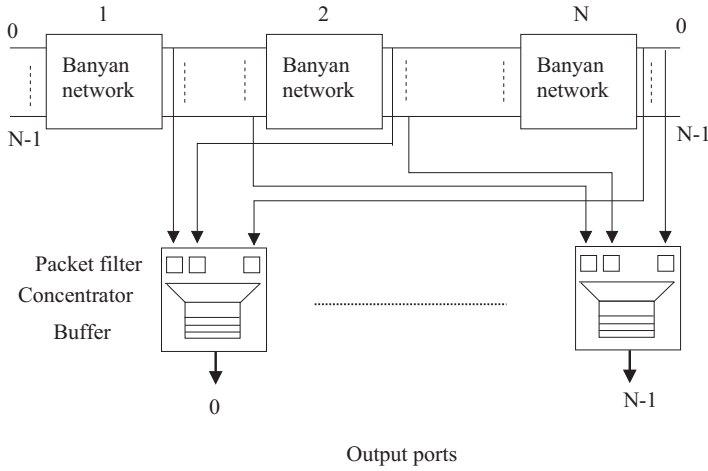 1
2
N
0
0
Banyan
network
Banyan
network
Banyan
network
N-1
N-1
Packet filter
Concentrator
Buffer
0
N-1
Output ports